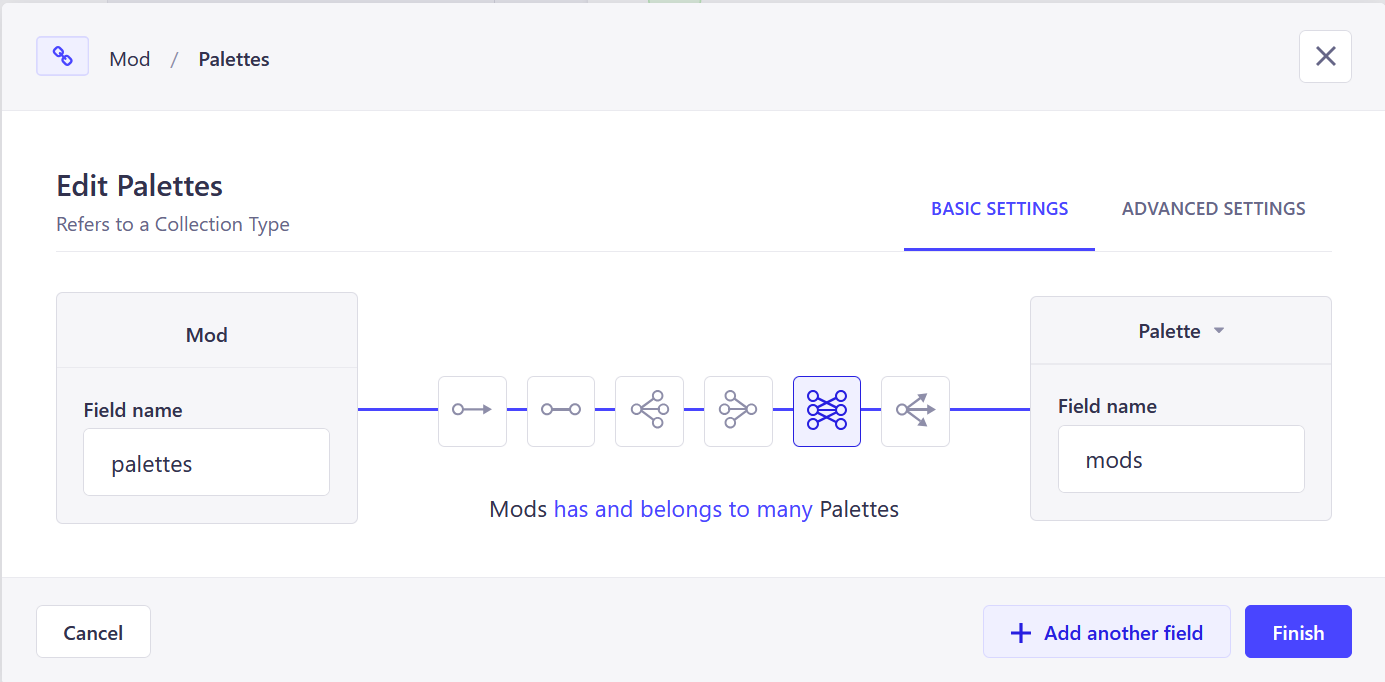 Mod / Palettes
Edit Palettes
Refers to a Collection Type
BASIC SETTINGS
ADVANCED SETTINGS
Mod
Field name
palettes
Mods has and belongs to many Palettes
Palette
Field name
mods
Cancel
Add another field
Finish